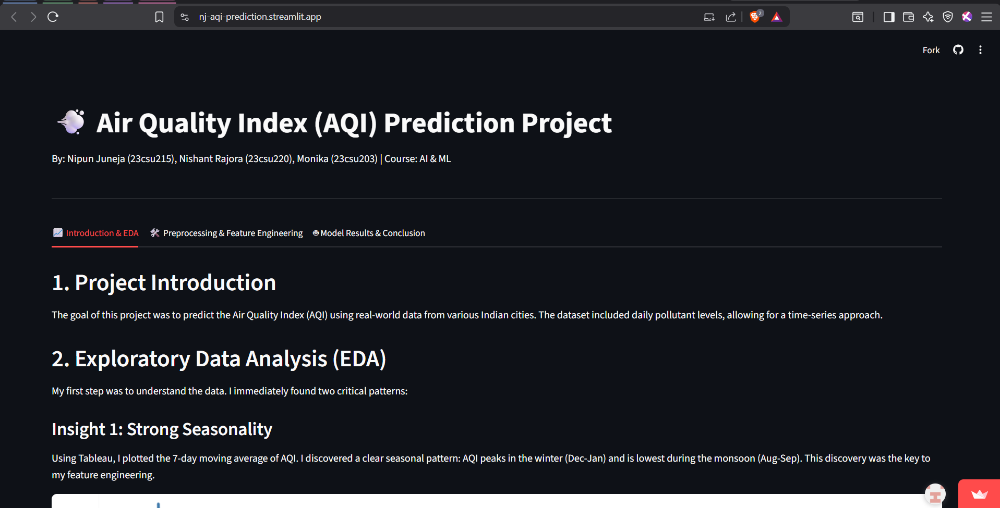 nj-aqi-prediction.streamlit.app
2
Fork
Air Quality Index (AQI) Prediction Project
By: Nipun Juneja (23csu215), Nishant Rajora (23csu220), Monika (23csu203) | Course: AI & ML
Introduction & EDA
Preprocessing & Feature Engineering
Model Results & Conclusion
1. Project Introduction
The goal of this project was to predict the Air Quality Index (AQI) using real-world data from various Indian cities. The dataset included daily pollutant levels, allowing for a time-series approach.
2. Exploratory Data Analysis (EDA)
My first step was to understand the data. I immediately found two critical patterns:
Insight 1: Strong Seasonality
Using Tableau, I plotted the 7-day moving average of AQI. I discovered a clear seasonal pattern: AQI peaks in the winter (Dec-Jan) and is lowest during the monsoon (Aug-Sep). This discovery was the key to
my feature engineering.